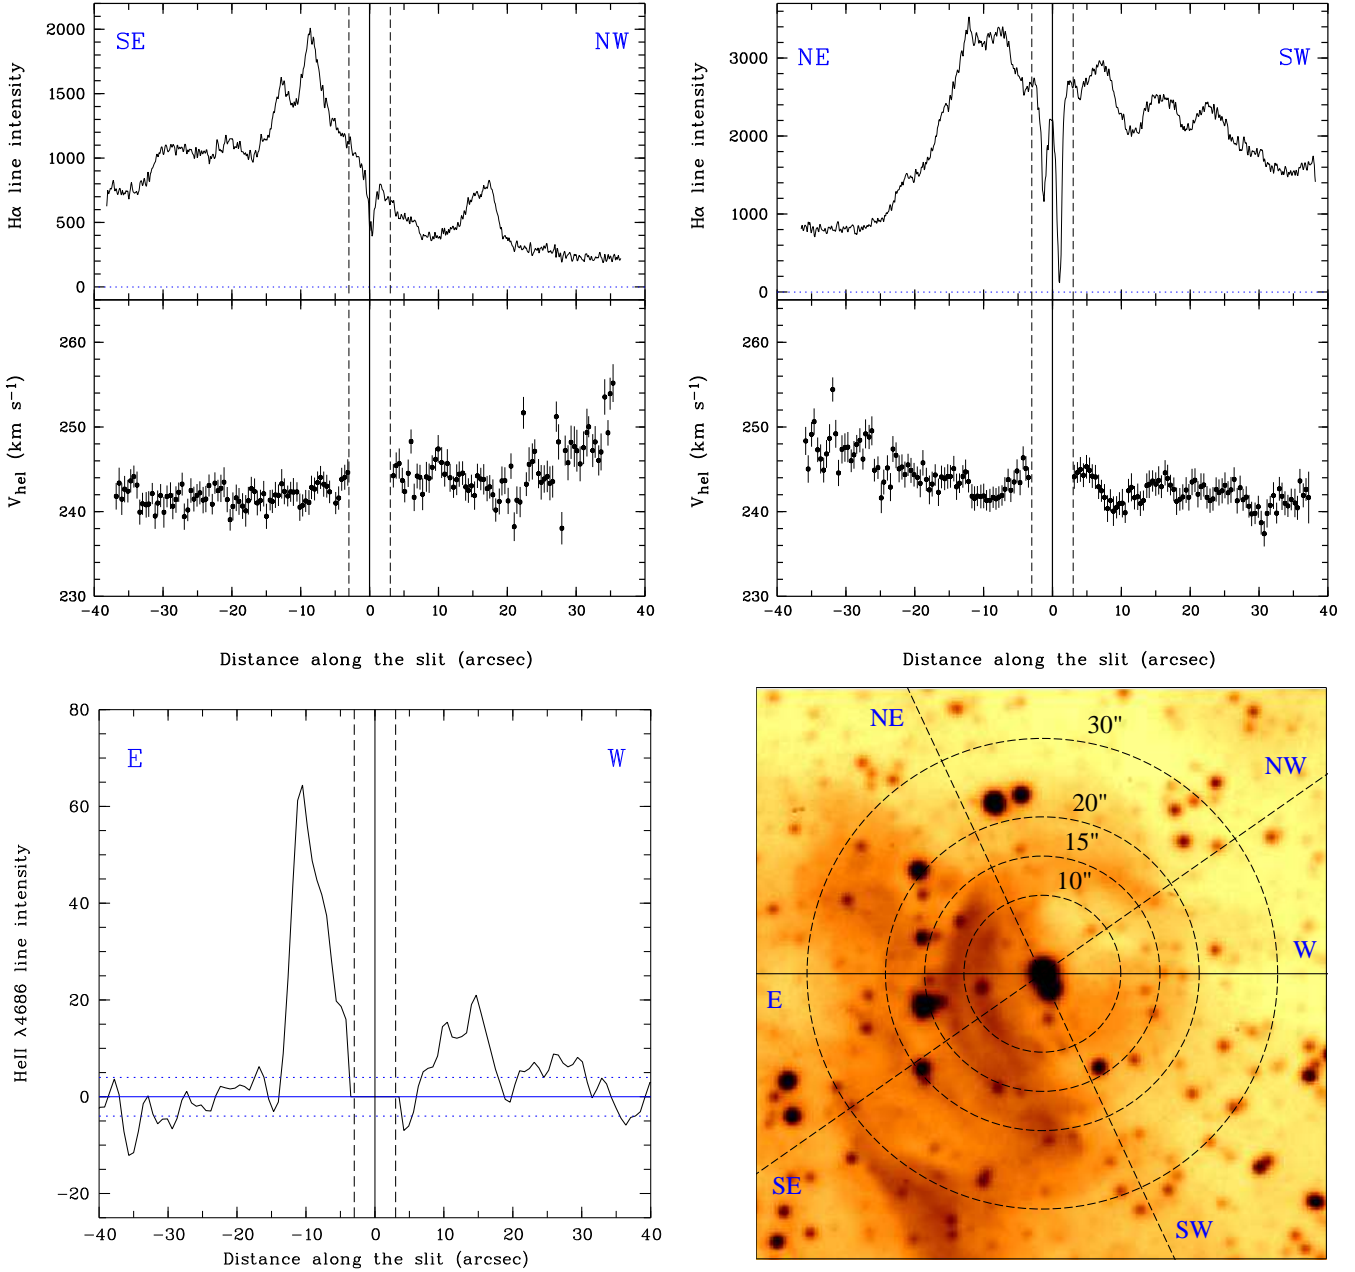 SE NW
Hα line intensity
2000
1500
1000
500
0
V_hel (km s⁻¹)
260
250
240
230
−40 −30 −20 −10 0 10 20 30 40
Distance along the slit (arcsec)
NE SW
Hα line intensity
3000
2000
1000
0
V_hel (km s⁻¹)
260
250
240
230
−40 −30 −20 −10 0 10 20 30 40
Distance along the slit (arcsec)
E W
HeII λ4686 line intensity
80
60
40
20
0
−20
−40 −30 −20 −10 0 10 20 30 40
Distance along the slit (arcsec)
NE
30"
NW
20"
15"
10"
W
E
SE
SW